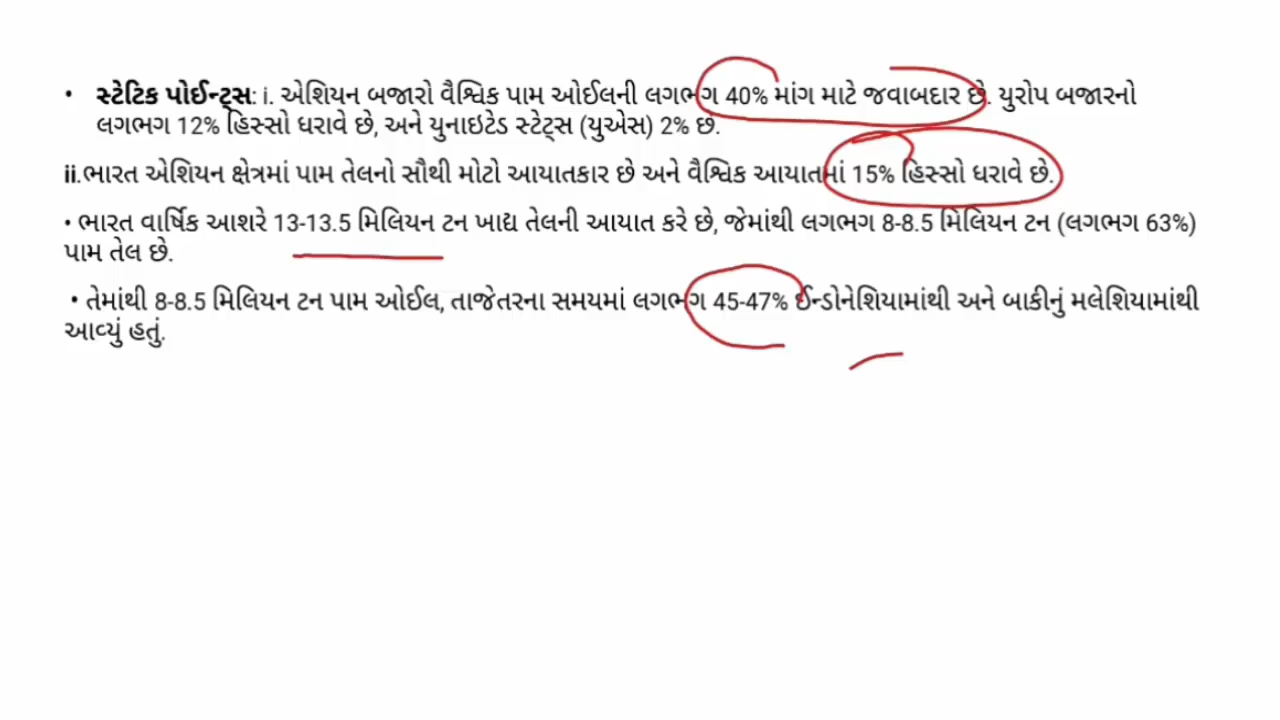 • સ્ટેટિક પોઈન્ટ્સ: i. એશિયન બજારો વૈશ્વિક પામ ઓઈલની લગભગ 40% માંગ માટે જવાબદાર છે. યુરોપ બજારનો
લગભગ 12% હિસ્સો ધરાવે છે, અને યુનાઇટેડ સ્ટેટ્સ (યુએસ) 2% છે.
ii.ભારત એશિયન ક્ષેત્રમાં પામ તેલનો સૌથી મોટો આયાતકાર છે અને વૈશ્વિક આયાતમાં 15% હિસ્સો ધરાવે છે.
• ભારત વાર્ષિક આશરે 13-13.5 મિલિયન ટન ખાદ્ય તેલની આયાત કરે છે, જેમાંથી લગભગ 8-8.5 મિલિયન ટન (લગભગ 63%)
પામ તેલ છે.
• તેમાંથી 8-8.5 મિલિયન ટન પામ ઓઈલ, તાજેતરના સમયમાં લગભગ 45-47% ઈન્ડોનેશિયામાંથી અને બાકીનું મલેશિયામાંથી
આવ્યું હતું.